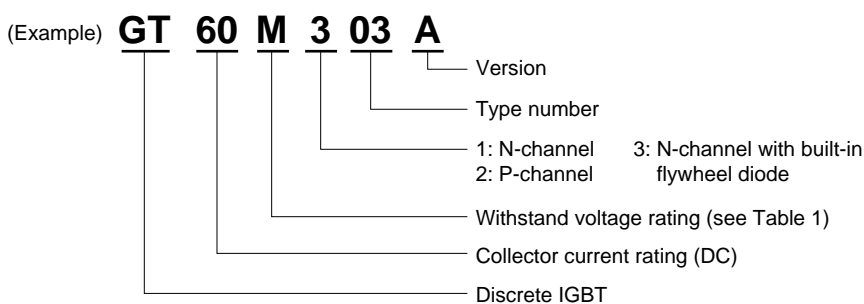 (Example) GT 60 M 3 03 A
Version
Type number
1: N-channel 3: N-channel with built-in
2: P-channel flywheel diode
Withstand voltage rating (see Table 1)
Collector current rating (DC)
Discrete IGBT